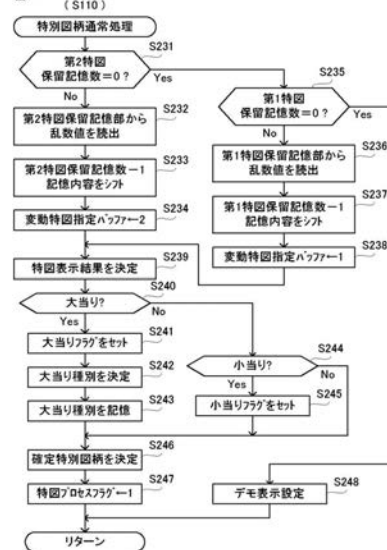 (S110)
特別図柄通常処理
S231
第2特図
保留記憶数=0?
Yes
No
S232
第2特図保留記憶部から
乱数値を読出
S233
第2特図保留記憶数−1
記憶内容をシフト
S234
変動特図指定バッファ←2
S235
第1特図
保留記憶数=0?
Yes
No
S236
第1特図保留記憶部から
乱数値を読出
S237
第1特図保留記憶数−1
記憶内容をシフト
S238
変動特図指定バッファ←1
S239
特図表示結果を決定
S240
大当り?
Yes
No
S241
大当りフラグをセット
S242
大当り種別を決定
S243
大当り種別を記憶
S244
小当り?
Yes
No
S245
小当りフラグをセット
S246
確定特別図柄を決定
S247
特図プロセスフラグ←1
S248
デモ表示設定
リターン